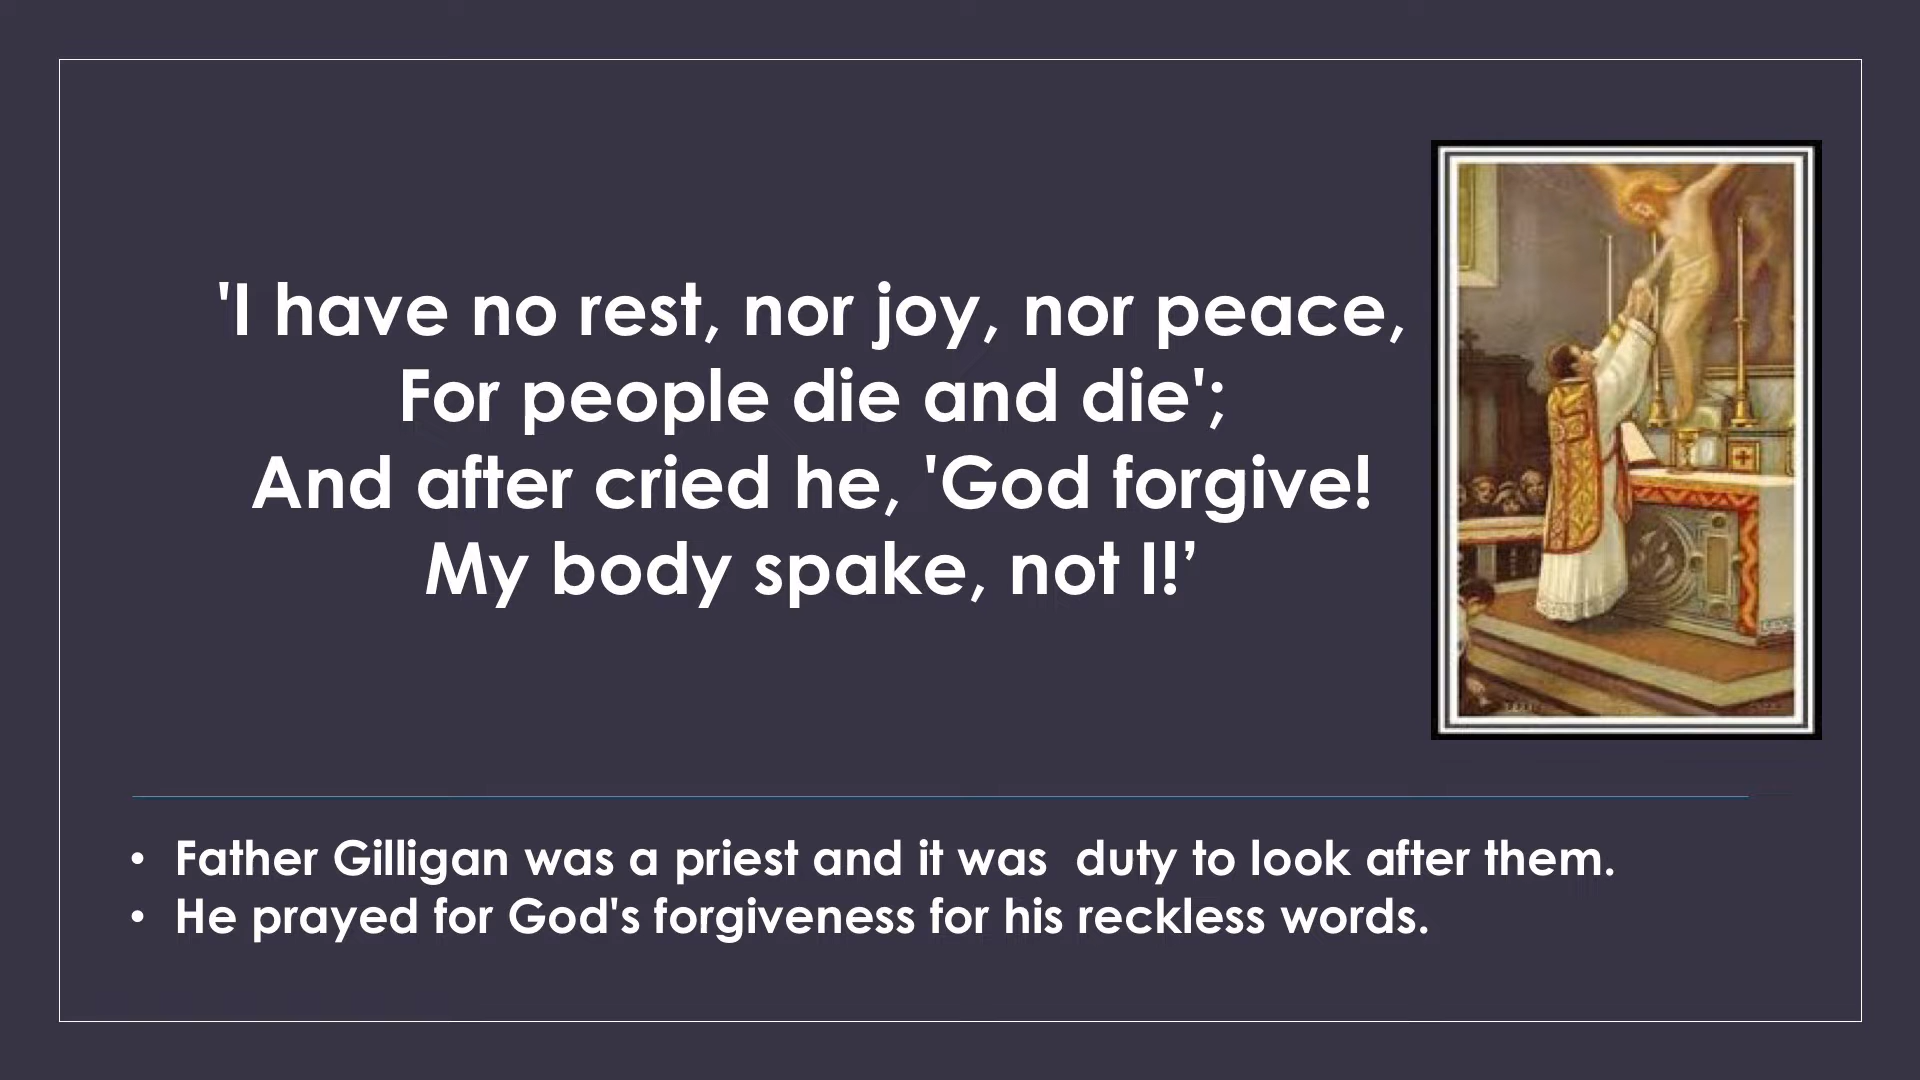 'I have no rest, nor joy, nor peace,
For people die and die';
And after cried he, 'God forgive!
My body spake, not I!’
• Father Gilligan was a priest and it was  duty to look after them.
• He prayed for God's forgiveness for his reckless words.